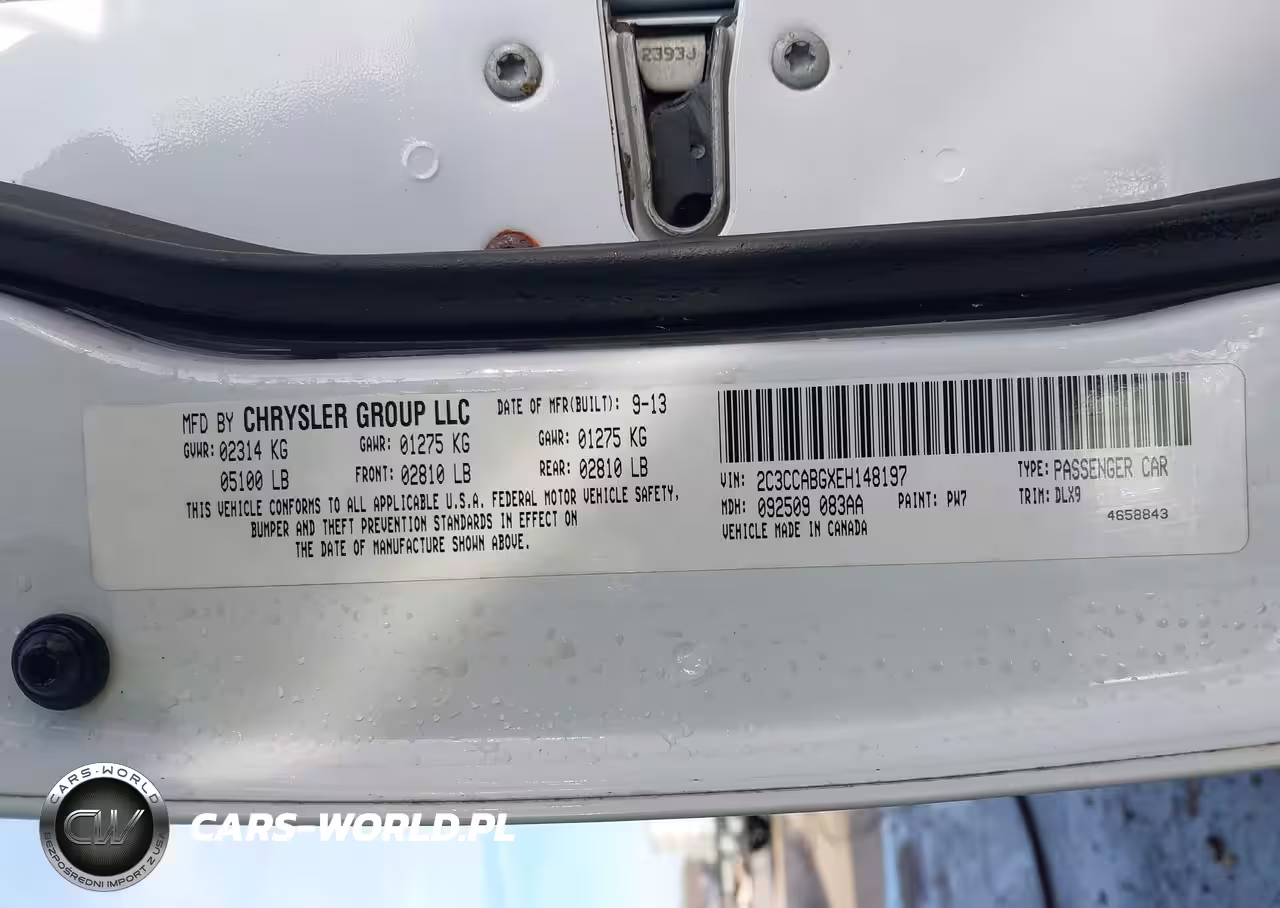 2393J
MFD BY CHRYSLER GROUP LLC DATE OF MFR(BUILT): 9-13
GVWR: 02314 KG GAWR: 01275 KG GAWR: 01275 KG
05100 LB FRONT: 02810 LB REAR: 02810 LB
THIS VEHICLE CONFORMS TO ALL APPLICABLE U.S.A. FEDERAL MOTOR VEHICLE SAFETY,
BUMPER AND THEFT PREVENTION STANDARDS IN EFFECT ON
THE DATE OF MANUFACTURE SHOWN ABOVE.
VIN: 2C3CCABGXEH148197 TYPE: PASSENGER CAR
MDH: 092509 083AA PAINT: PW7 TRIM: DLX9
VEHICLE MADE IN CANADA 4658843
CARS-WORLD
CW
BEZPOŚREDNI IMPORT Z USA
CARS-WORLD.PL